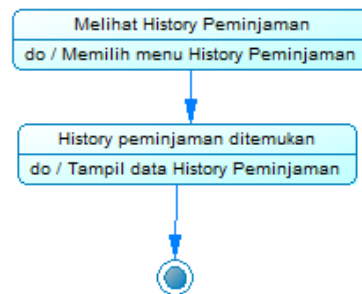 Melihat History Peminjaman
do / Memilih menu History Peminjaman
History peminjaman ditemukan
do / Tampil data History Peminjaman